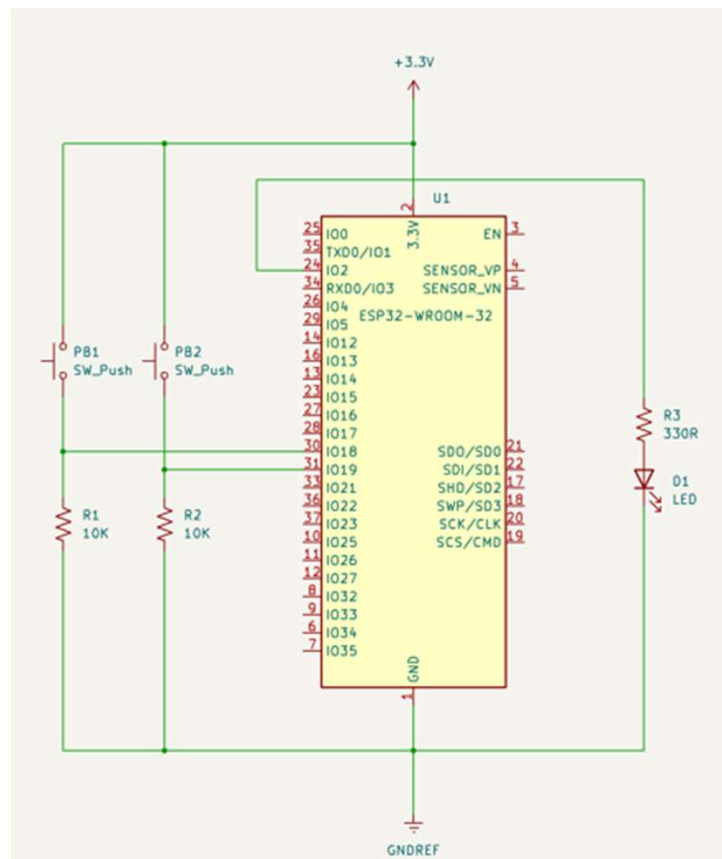 +3.3V
U1
2
3.3V
25 IO0
35 TXD0/IO1
24 IO2
34 RXD0/IO3
26 IO4
29 IO5
14 IO12
16 IO13
13 IO14
23 IO15
27 IO16
28 IO17
30 IO18
31 IO19
33 IO21
36 IO22
37 IO23
10 IO25
11 IO26
12 IO27
8 IO32
9 IO33
6 IO34
7 IO35
EN 3
SENSOR_VP 4
SENSOR_VN 5
ESP32-WROOM-32
SDO/SD0 21
SDI/SD1 22
SHD/SD2 17
SWP/SD3 18
SCK/CLK 20
SCS/CMD 19
GND
1
PB1
SW_Push
PB2
SW_Push
R1
10K
R2
10K
R3
330R
D1
LED
GNDREF